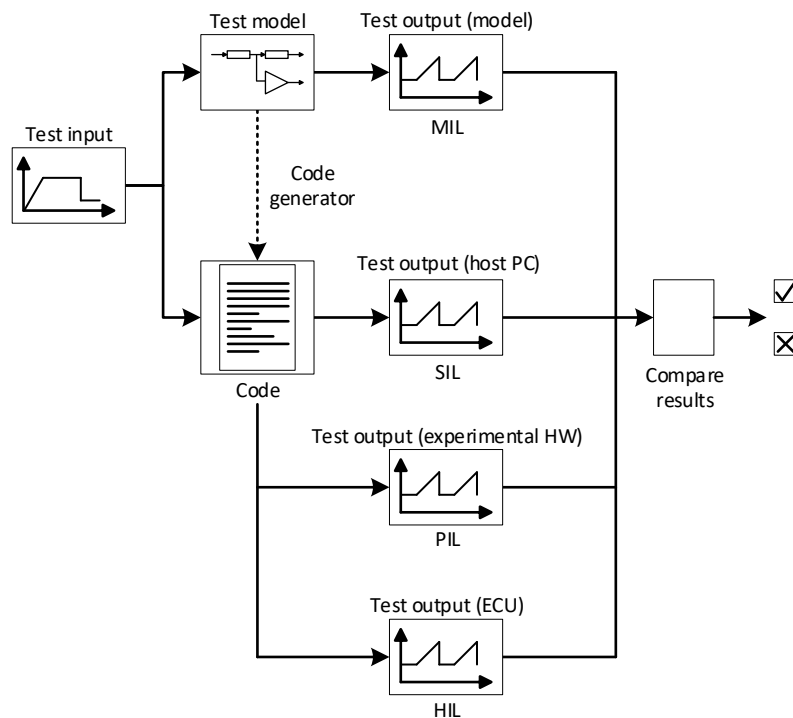 Test model
Test output (model)
MIL
Test input
Code
generator
Test output (host PC)
SIL
Code
Compare
results
Test output (experimental HW)
PIL
Test output (ECU)
HIL